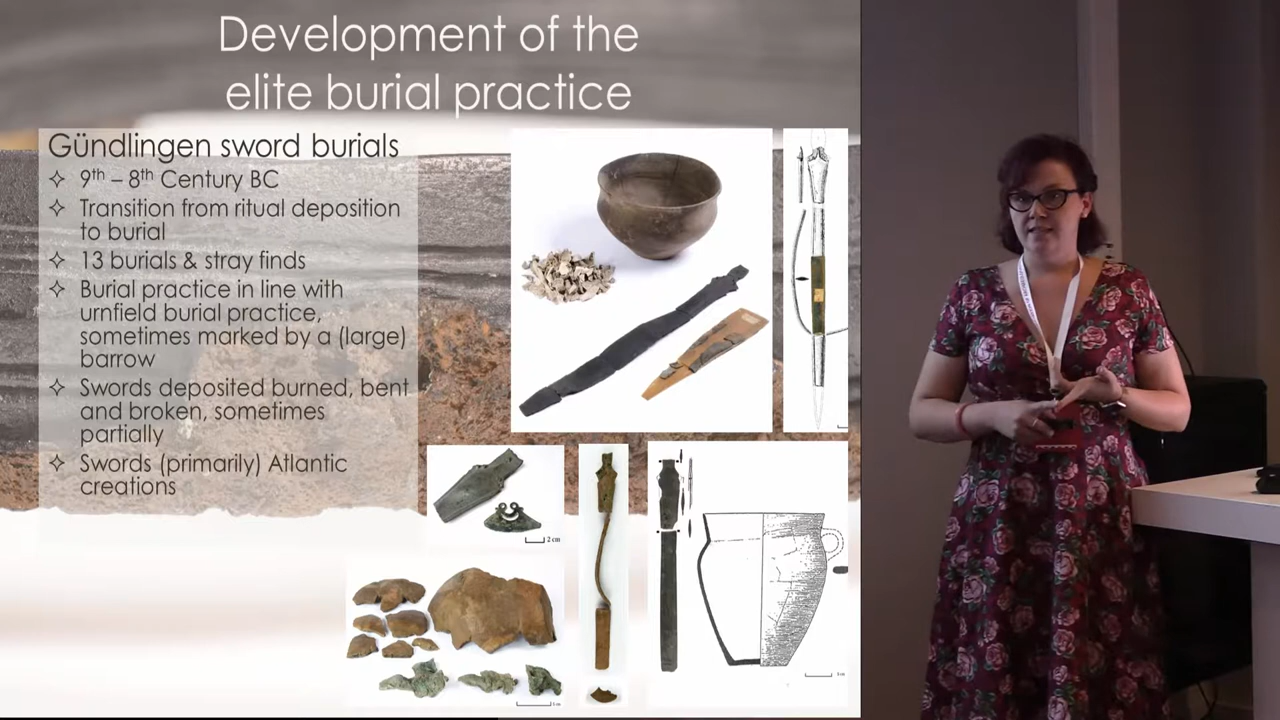 Development of the
elite burial practice
Gündlingen sword burials
✧ 9th – 8th Century BC
✧ Transition from ritual deposition
to burial
✧ 13 burials & stray finds
✧ Burial practice in line with
urnfield burial practice,
sometimes marked by a (large)
barrow
✧ Swords deposited burned, bent
and broken, sometimes
partially
✧ Swords (primarily) Atlantic
creations
2 cm